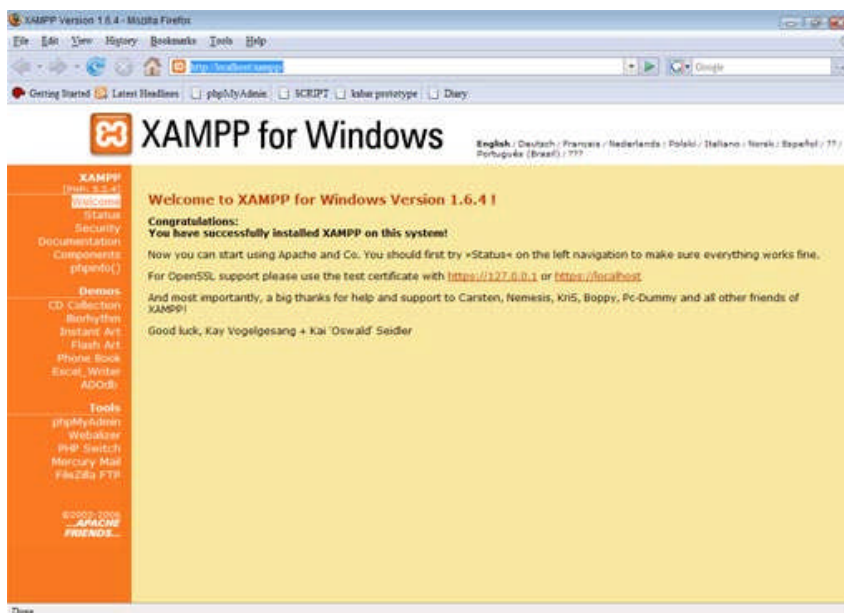 XAMPP Version 1.6.4 - Mozilla Firefox
File Edit View History Bookmarks Tools Help
http://localhost/xampp/
Google
Getting Started Latest Headlines phpMyAdmin SCRIPT kabar prototype Diary
XAMPP for Windows
English / Deutsch / Francais / Nederlands / Polski / Italiano / Norsk / Español / ?? /
Português (Brasil) / ???
XAMPP
[PHP: 5.2.4]
Welcome
Status
Security
Documentation
Components
phpinfo()
Demos
CD Collection
Biorhythm
Instant Art
Flash Art
Phone Book
Excel_Writer
ADOdb
Tools
phpMyAdmin
Webalizer
PHP Switch
Mercury Mail
FileZilla FTP
©2002-2006
...APACHE
FRIENDS...
Welcome to XAMPP for Windows Version 1.6.4 !
Congratulations:
You have successfully installed XAMPP on this system!
Now you can start using Apache and Co. You should first try »Status« on the left navigation to make sure everything works fine.
For OpenSSL support please use the test certificate with https://127.0.0.1 or https://localhost
And most importantly, a big thanks for help and support to Carsten, Nemesis, KriS, Boppy, Pc-Dummy and all other friends of
XAMPP!
Good luck, Kay Vogelgesang + Kai 'Oswald' Seidler
Done